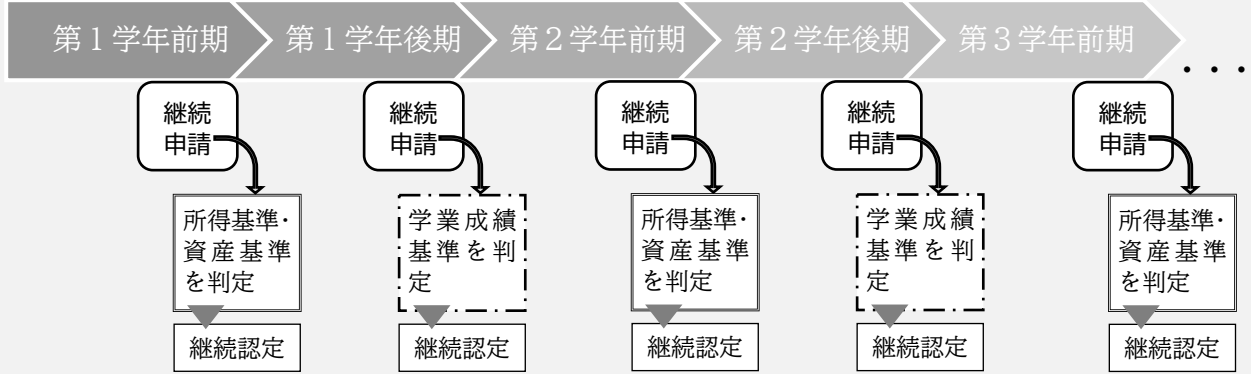 第１学年前期
第１学年後期
第２学年前期
第２学年後期
第３学年前期
・・・
継続
申請
継続
申請
継続
申請
継続
申請
継続
申請
所得基準・
資産基準
を判定
学業成績
基準を判
定
所得基準・
資産基準
を判定
学業成績
基準を判
定
所得基準・
資産基準
を判定
継続認定
継続認定
継続認定
継続認定
継続認定